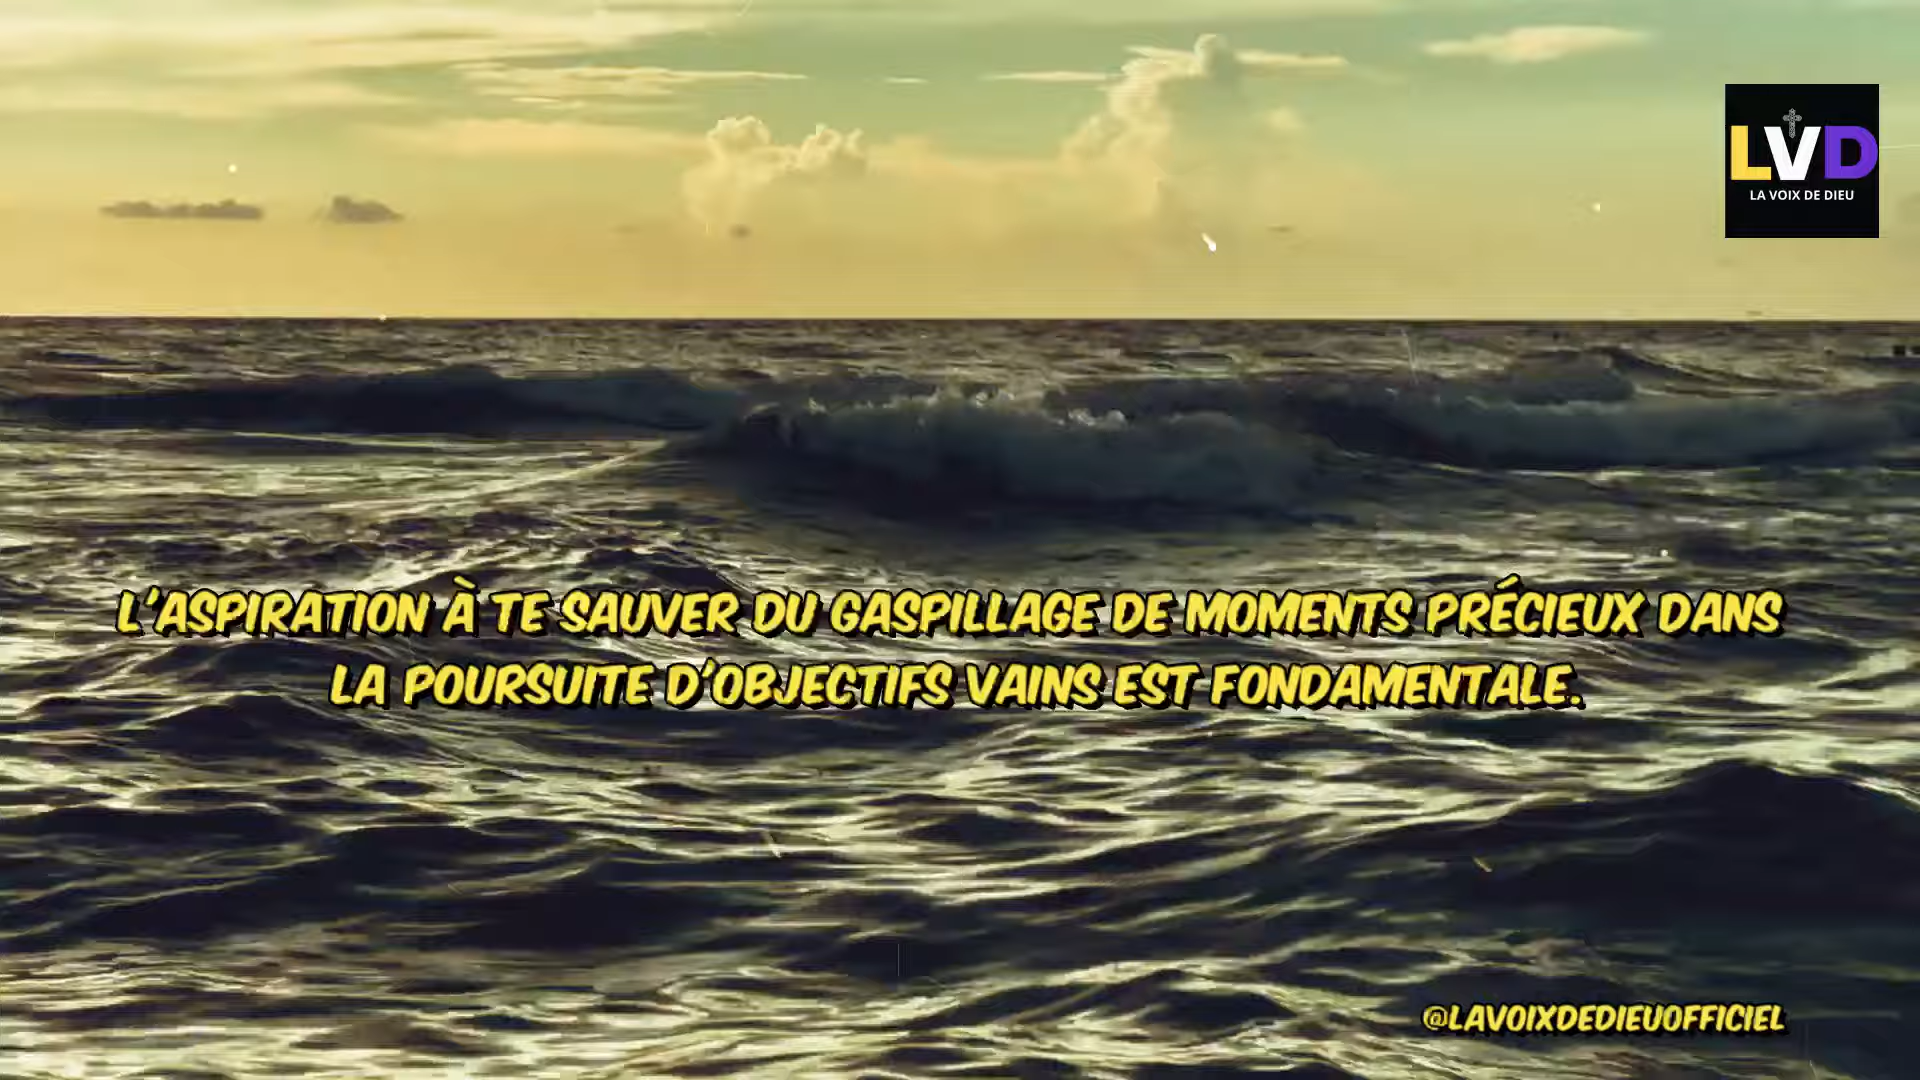 LVD
LA VOIX DE DIEU
L'ASPIRATION À TE SAUVER DU GASPILLAGE DE MOMENTS PRÉCIEUX DANS
LA POURSUITE D'OBJECTIFS VAINS EST FONDAMENTALE.
@LAVOIXDEDIEUOFFICIEL